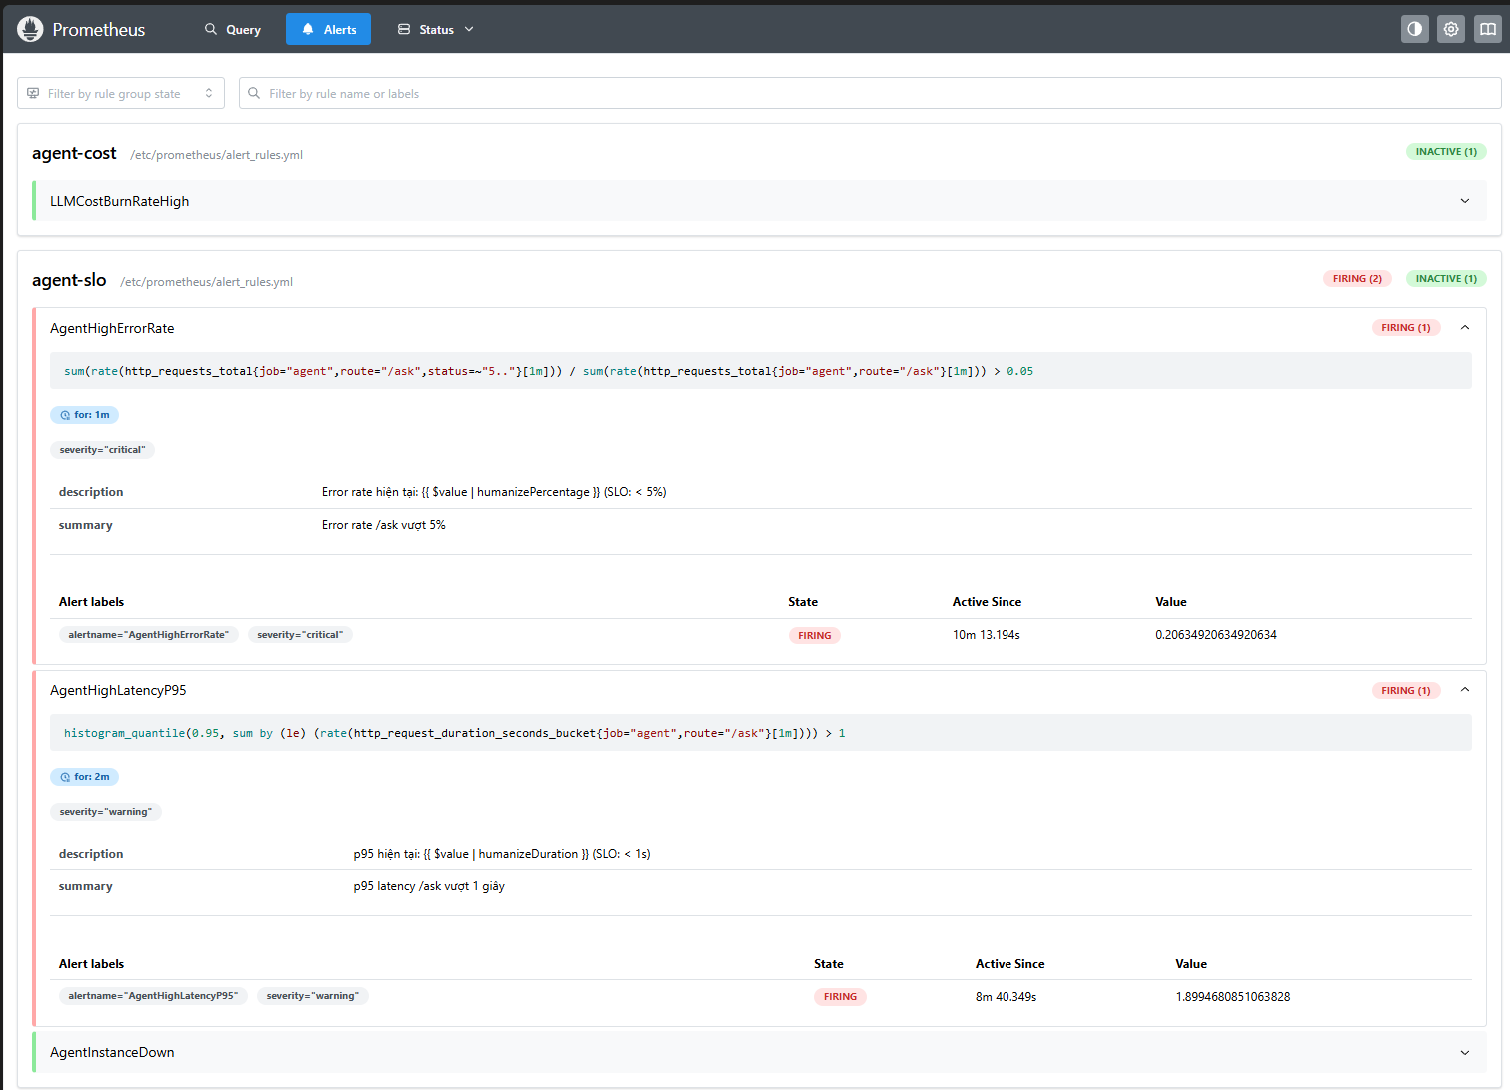 Prometheus
Query
Alerts
Status
Filter by rule group state
Filter by rule name or labels
agent-cost /etc/prometheus/alert_rules.yml INACTIVE (1)
LLMCostBurnRateHigh
agent-slo /etc/prometheus/alert_rules.yml FIRING (2) INACTIVE (1)
AgentHighErrorRate FIRING (1)
sum(rate(http_requests_total{job="agent",route="/ask",status=~"5.."}[1m])) / sum(rate(http_requests_total{job="agent",route="/ask"}[1m])) > 0.05
for: 1m
severity="critical"
description Error rate hiện tại: {{ $value | humanizePercentage }} (SLO: < 5%)
summary Error rate /ask vượt 5%
Alert labels State Active Since Value
alertname="AgentHighErrorRate" severity="critical" FIRING 10m 13.194s 0.20634920634920634
AgentHighLatencyP95 FIRING (1)
histogram_quantile(0.95, sum by (le) (rate(http_request_duration_seconds_bucket{job="agent",route="/ask"}[1m]))) > 1
for: 2m
severity="warning"
description p95 hiện tại: {{ $value | humanizeDuration }} (SLO: < 1s)
summary p95 latency /ask vượt 1 giây
Alert labels State Active Since Value
alertname="AgentHighLatencyP95" severity="warning" FIRING 8m 40.349s 1.8994680851063828
AgentInstanceDown